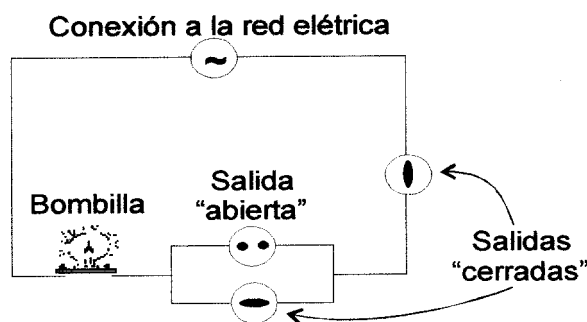 Conexión a la red elétrica
~
Bombilla
Salida
“abierta”
Salidas
“cerradas”